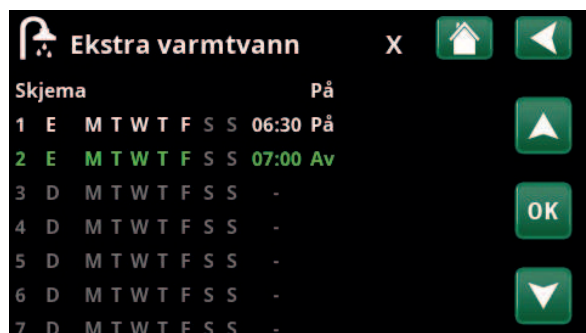 Ekstra varmtvann X
Skjema På
1 E M T W T F S S 06:30 På
2 E M T W T F S S 07:00 Av
3 D M T W T F S S -
4 D M T W T F S S -
5 D M T W T F S S -
6 D M T W T F S S -
7 D M T W T F S S
OK